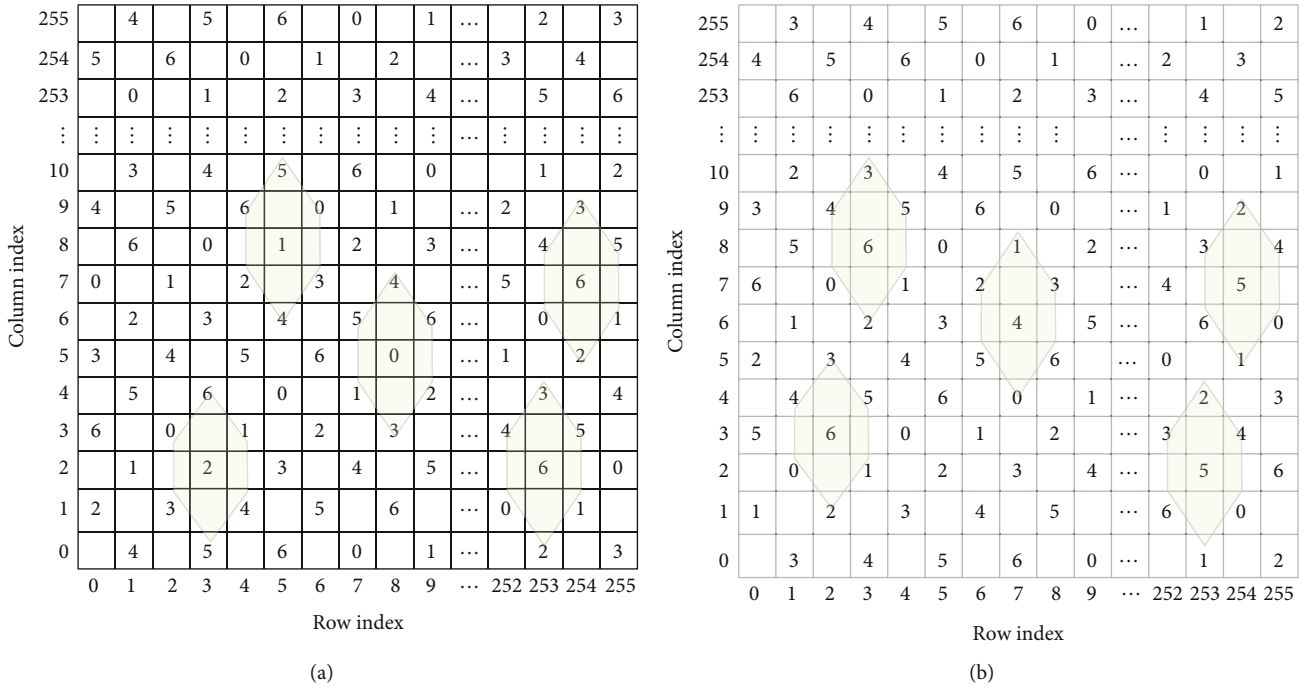 255 4 5 6 0 1 … 2 3
254 5 6 0 1 2 … 3 4
253 0 1 2 3 4 … 5 6
⋮ ⋮ ⋮ ⋮ ⋮ ⋮ ⋮ ⋮ ⋮ ⋮ ⋮ … ⋮ ⋮ ⋮ ⋮
10 3 4 5 6 0 1 2
9 4 5 6 0 1 … 2 3
8 6 0 1 2 3 … 4 5
7 0 1 2 3 4 … 5 6
6 2 3 4 5 6 … 0 1
5 3 4 5 6 0 … 1 2
4 5 6 0 1 2 … 3 4
3 6 0 1 2 3 … 4 5
2 1 2 3 4 5 … 6 0
1 2 3 4 5 6 … 0 1
0 4 5 6 0 1 … 2 3
0 1 2 3 4 5 6 7 8 9 … 252 253 254 255
Column index
Row index
(a)
255 3 4 5 6 0 … 1 2
254 4 5 6 0 1 … 2 3
253 6 0 1 2 3 … 4 5
⋮ ⋮ ⋮ ⋮ ⋮ ⋮ ⋮ ⋮ ⋮ ⋮ … ⋮ ⋮ ⋮ ⋮
10 2 3 4 5 6 … 0 1
9 3 4 5 6 0 … 1 2
8 5 6 0 1 2 … 3 4
7 6 0 1 2 3 … 4 5
6 1 2 3 4 5 … 6 0
5 2 3 4 5 6 … 0 1
4 4 5 6 0 1 … 2 3
3 5 6 0 1 2 … 3 4
2 0 1 2 3 4 … 5 6
1 1 2 3 4 5 … 6 0
0 3 4 5 6 0 … 1 2
0 1 2 3 4 5 6 7 8 9 … 252 253 254 255
Column index
Row index
(b)